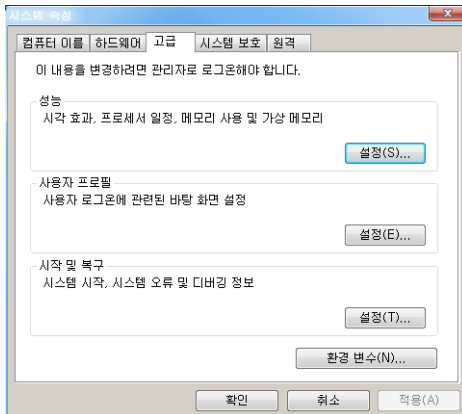 시스템 속성
컴퓨터 이름 하드웨어 고급 시스템 보호 원격
이 내용을 변경하려면 관리자로 로그온해야 합니다.
성능
시각 효과, 프로세서 일정, 메모리 사용 및 가상 메모리
설정(S)...
사용자 프로필
사용자 로그온에 관련된 바탕 화면 설정
설정(E)...
시작 및 복구
시스템 시작, 시스템 오류 및 디버깅 정보
설정(T)...
환경 변수(N)...
확인 취소 적용(A)